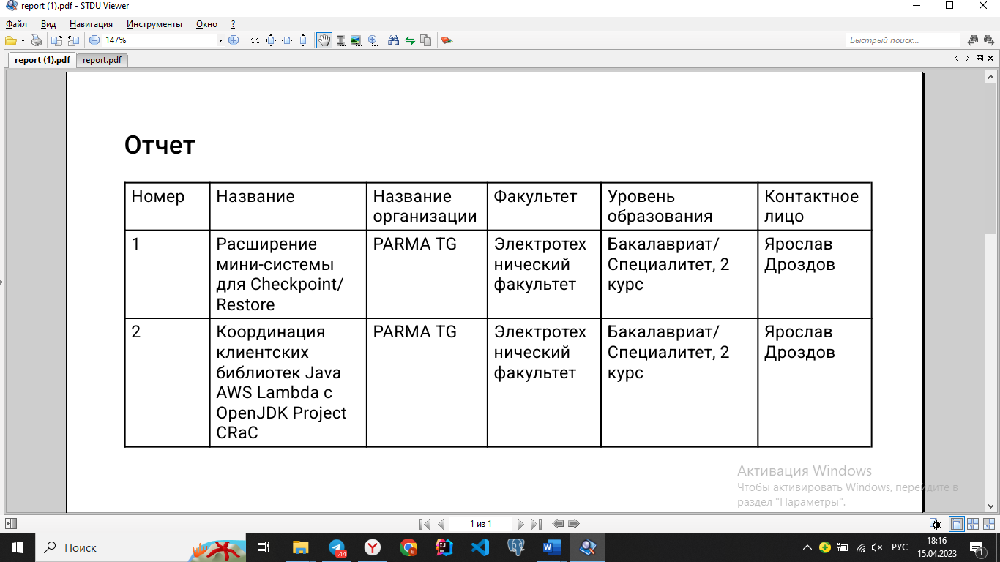 report (1).pdf - STDU Viewer
Файл Вид Навигация Инструменты Окно ?
147% 1:1 Быстрый поиск...
report (1).pdf report.pdf
Отчет
Номер Название Название организации Факультет Уровень образования Контактное лицо
1 Расширение мини-системы для Checkpoint/ Restore PARMA TG Электротех нический факультет Бакалавриат/ Специалитет, 2 курс Ярослав Дроздов
2 Координация клиентских библиотек Java AWS Lambda с OpenJDK Project CRaC PARMA TG Электротех нический факультет Бакалавриат/ Специалитет, 2 курс Ярослав Дроздов
Активация Windows
Чтобы активировать Windows, перейдите в
раздел "Параметры".
1 из 1
Поиск
44
РУС
18:16
15.04.2023
1